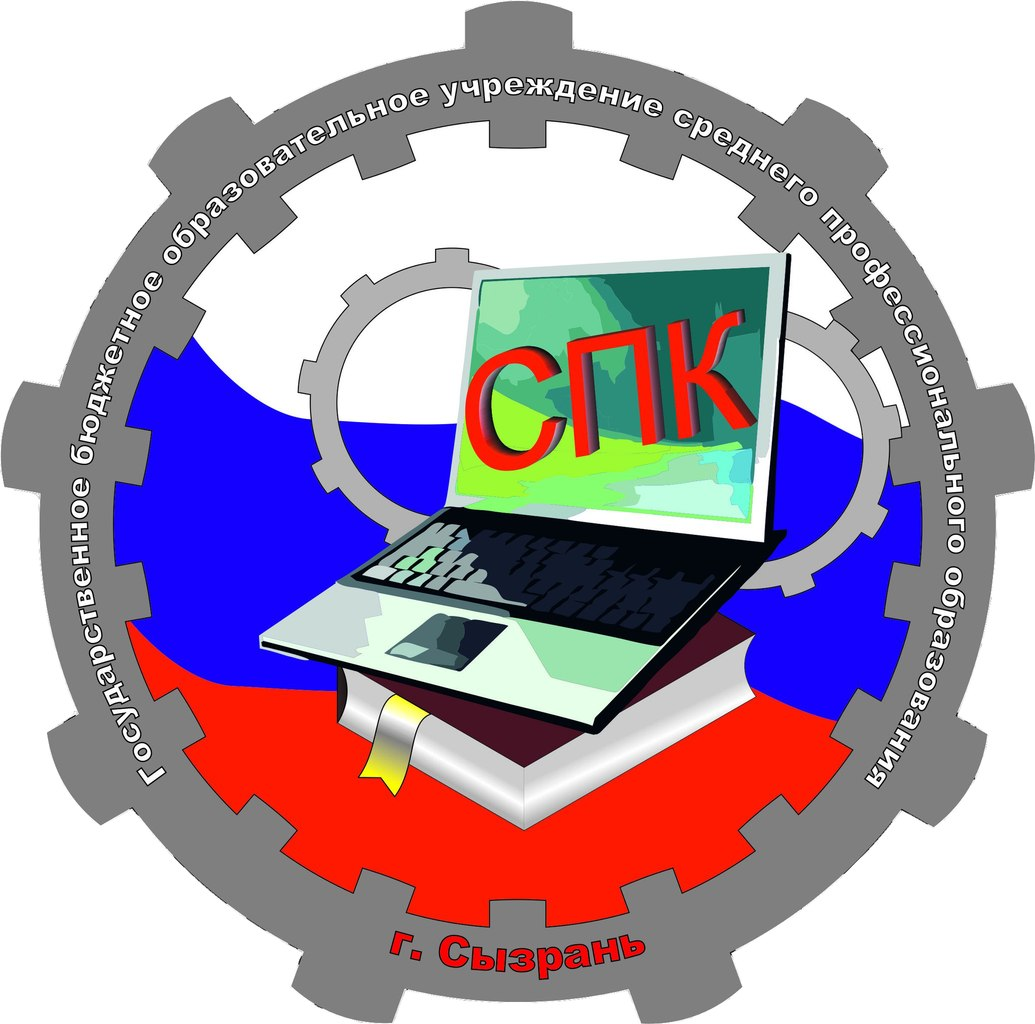 Государственное бюджетное образовательное учреждение среднего профессионального образования
СПК
г. Сызрань